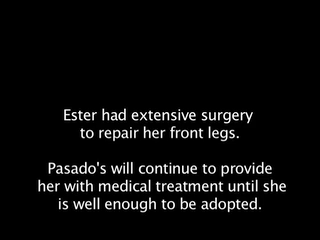 Ester had extensive surgery
to repair her front legs.
Pasado's will continue to provide
her with medical treatment until she
is well enough to be adopted.